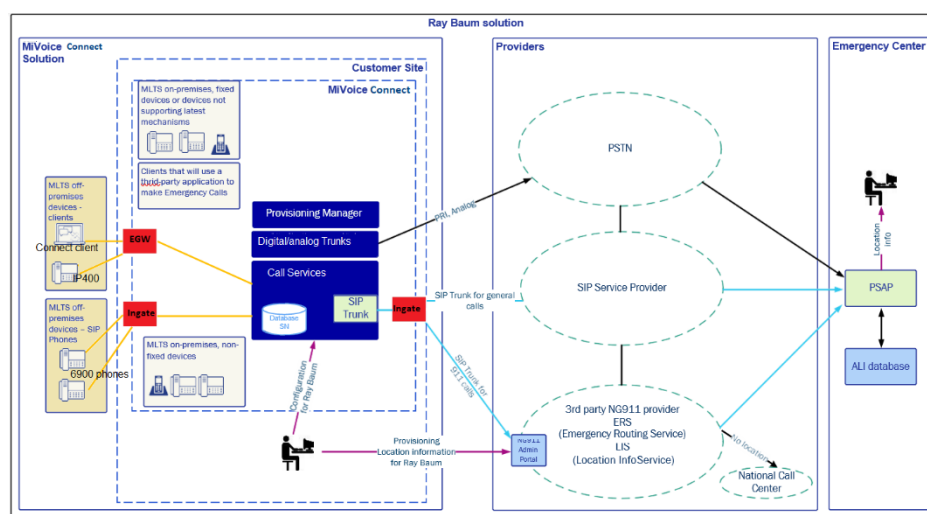 Ray Baum solution
MiVoice Connect
Solution
Customer Site
MiVoice Connect
MLTS on-premises, fixed
devices or devices not
supporting latest
mechanisms
Clients that will use a
thrid-party application to
make Emergency Calls
MLTS off-
premises
devices -
clients
Connect client
IP400
EGW
Provisioning Manager
Digital/analog Trunks
Call Services
Database
SN
SIP
Trunk
Ingate
MLTS off-
premises
devices – SIP
Phones
6900 phones
Ingate
MLTS on-premises, non-
fixed devices
Configuration
for Ray Baum
Provisioning
Location information
for Ray Baum
Providers
PSTN
PRI, Analog
SIP Trunk for general
calls
SIP Service Provider
SIP Trunk for
911 calls
NG911
Admin
Portal
3rd party NG911 provider
ERS
(Emergency Routing Service)
LIS
(Location InfoService)
No location
National Call
Center
Emergency Center
Location
info
PSAP
ALI database